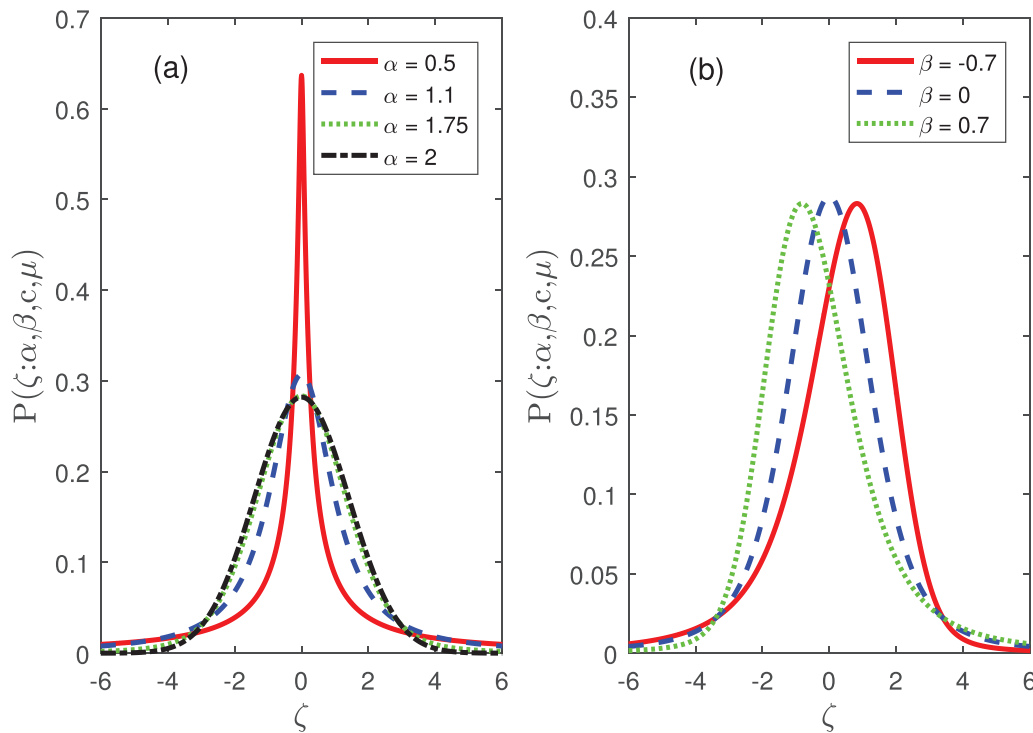 (a)
α = 0.5
α = 1.1
α = 1.75
α = 2
0.7
0.6
0.5
0.4
0.3
0.2
0.1
0
-6 -4 -2 0 2 4 6
P(ζ:α,β,c,μ)
ζ
(b)
β = -0.7
β = 0
β = 0.7
0.4
0.35
0.3
0.25
0.2
0.15
0.1
0.05
0
-6 -4 -2 0 2 4 6
P(ζ:α,β,c,μ)
ζ